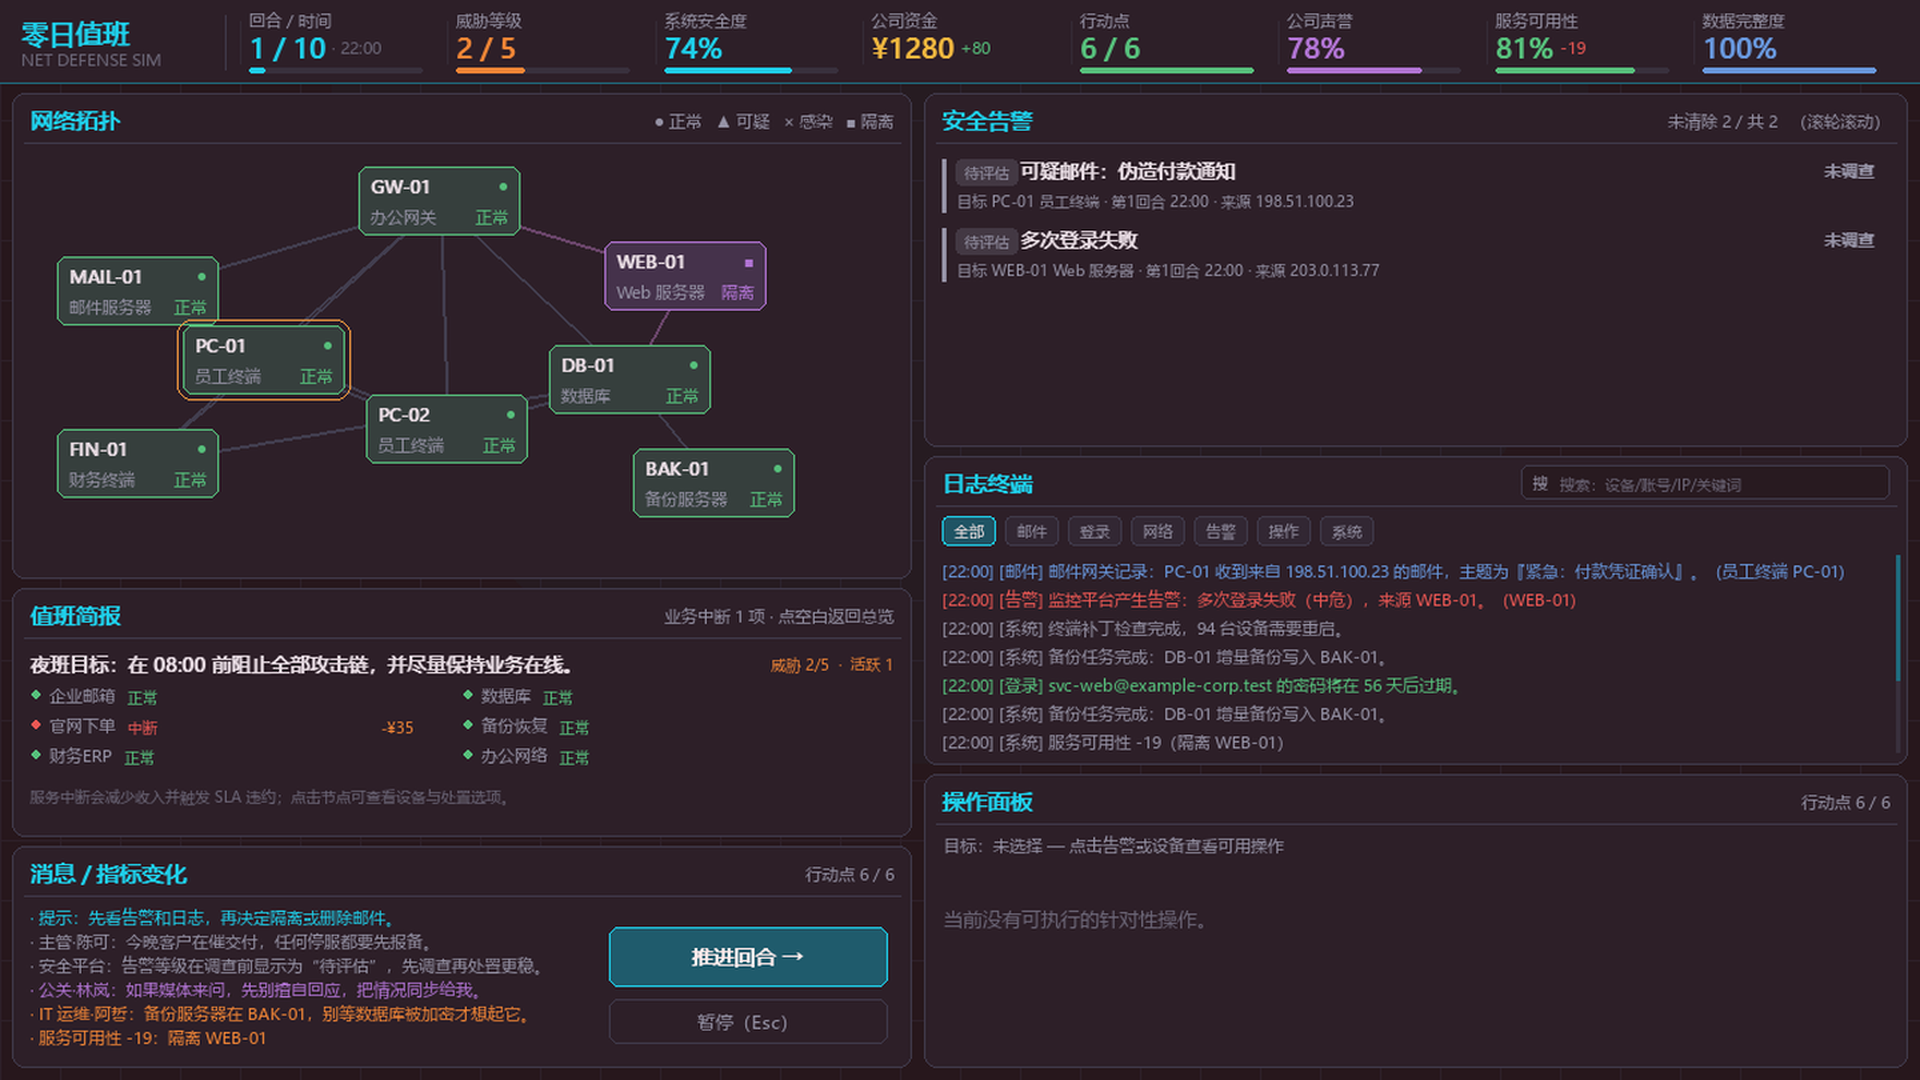 零日值班
NET DEFENSE SIM
回合 / 时间
1 / 10 · 22:00
威胁等级
2 / 5
系统安全度
74%
公司资金
¥1280 +80
行动点
6 / 6
公司声誉
78%
服务可用性
81% -19
数据完整度
100%
网络拓扑
● 正常 ▲ 可疑 × 感染 ■ 隔离
GW-01
办公网关 正常
MAIL-01
邮件服务器 正常
WEB-01
Web 服务器 隔离
PC-01
员工终端 正常
DB-01
数据库 正常
PC-02
员工终端 正常
FIN-01
财务终端 正常
BAK-01
备份服务器 正常
值班简报
业务中断 1 项 · 点空白返回总览
夜班目标：在 08:00 前阻止全部攻击链，并尽量保持业务在线。
威胁 2/5 · 活跃 1
企业邮箱 正常
数据库 正常
官网下单 中断 -¥35
备份恢复 正常
财务ERP 正常
办公网络 正常
服务中断会减少收入并触发 SLA 违约；点击节点可查看设备与处置选项。
消息 / 指标变化
行动点 6 / 6
· 提示：先看告警和日志，再决定隔离或删除邮件。
· 主管·陈可：今晚客户在催交付，任何停服都要先报备。
· 安全平台：告警等级在调查前显示为“待评估”，先调查再处置更稳。
· 公关·林岚：如果媒体来问，先别擅自回应，把情况同步给我。
· IT 运维·阿哲：备份服务器在 BAK-01，别等数据库被加密才想起它。
· 服务可用性 -19：隔离 WEB-01
推进回合 →
暂停（Esc）
安全告警
未清除 2 / 共 2 （滚轮滚动）
待评估 可疑邮件：伪造付款通知
未调查
目标 PC-01 员工终端 · 第1回合 22:00 · 来源 198.51.100.23
待评估 多次登录失败
未调查
目标 WEB-01 Web 服务器 · 第1回合 22:00 · 来源 203.0.113.77
日志终端
搜 搜索：设备/账号/IP/关键词
全部 邮件 登录 网络 告警 操作 系统
[22:00] [邮件] 邮件网关记录：PC-01 收到来自 198.51.100.23 的邮件，主题为『紧急：付款凭证确认』。（员工终端 PC-01）
[22:00] [告警] 监控平台产生告警：多次登录失败（中危），来源 WEB-01。（WEB-01）
[22:00] [系统] 终端补丁检查完成，94 台设备需要重启。
[22:00] [系统] 备份任务完成：DB-01 增量备份写入 BAK-01。
[22:00] [登录] svc-web@example-corp.test 的密码将在 56 天后过期。
[22:00] [系统] 备份任务完成：DB-01 增量备份写入 BAK-01。
[22:00] [系统] 服务可用性 -19（隔离 WEB-01）
操作面板
行动点 6 / 6
目标：未选择 — 点击告警或设备查看可用操作
当前没有可执行的针对性操作。